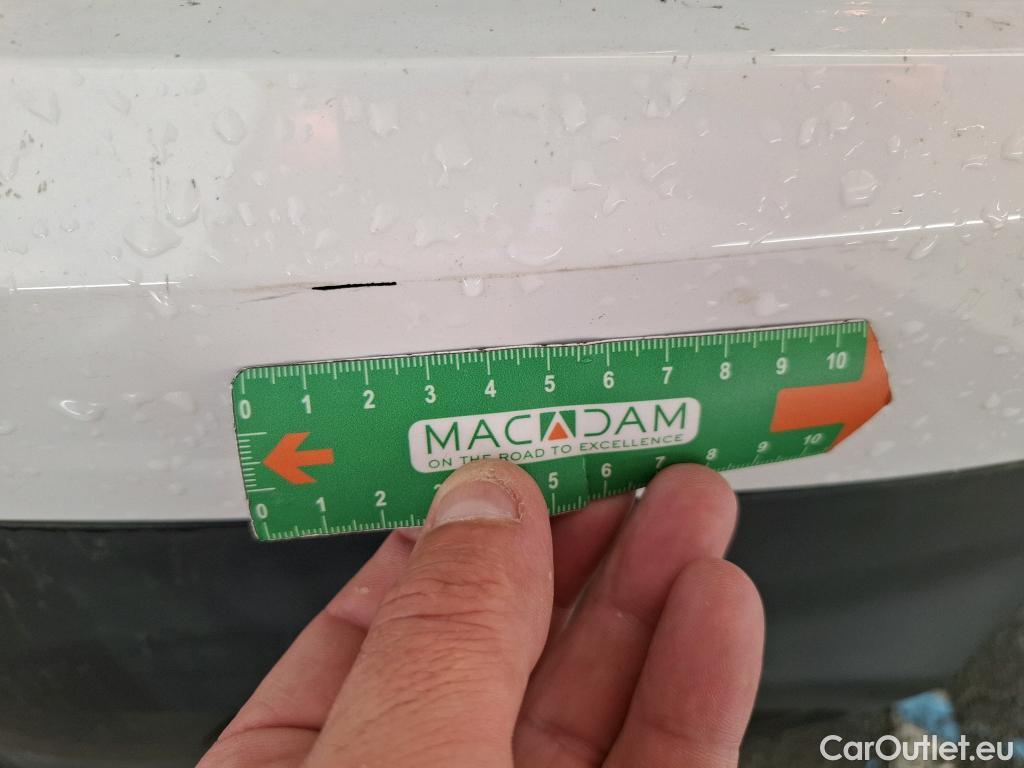 0 1 2 3 4 5 6 7 8 9 10
MACADAM
ON THE ROAD TO EXCELLENCE
0 1 2 3 5 6 7 8 9 10
CarOutlet.eu